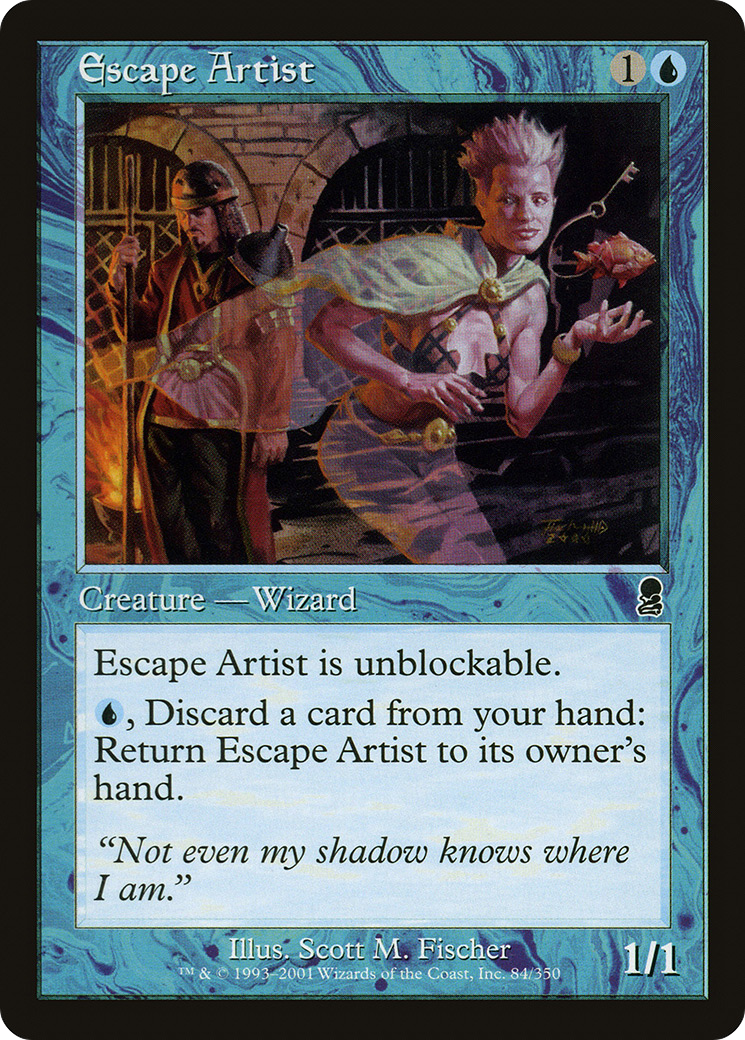 Escape Artist
1
Creature — Wizard
Escape Artist is unblockable.
, Discard a card from your hand:
Return Escape Artist to its owner's
hand.
“Not even my shadow knows where
I am.”
Illus. Scott M. Fischer
1/1
™ & © 1993–2001 Wizards of the Coast, Inc. 84/350